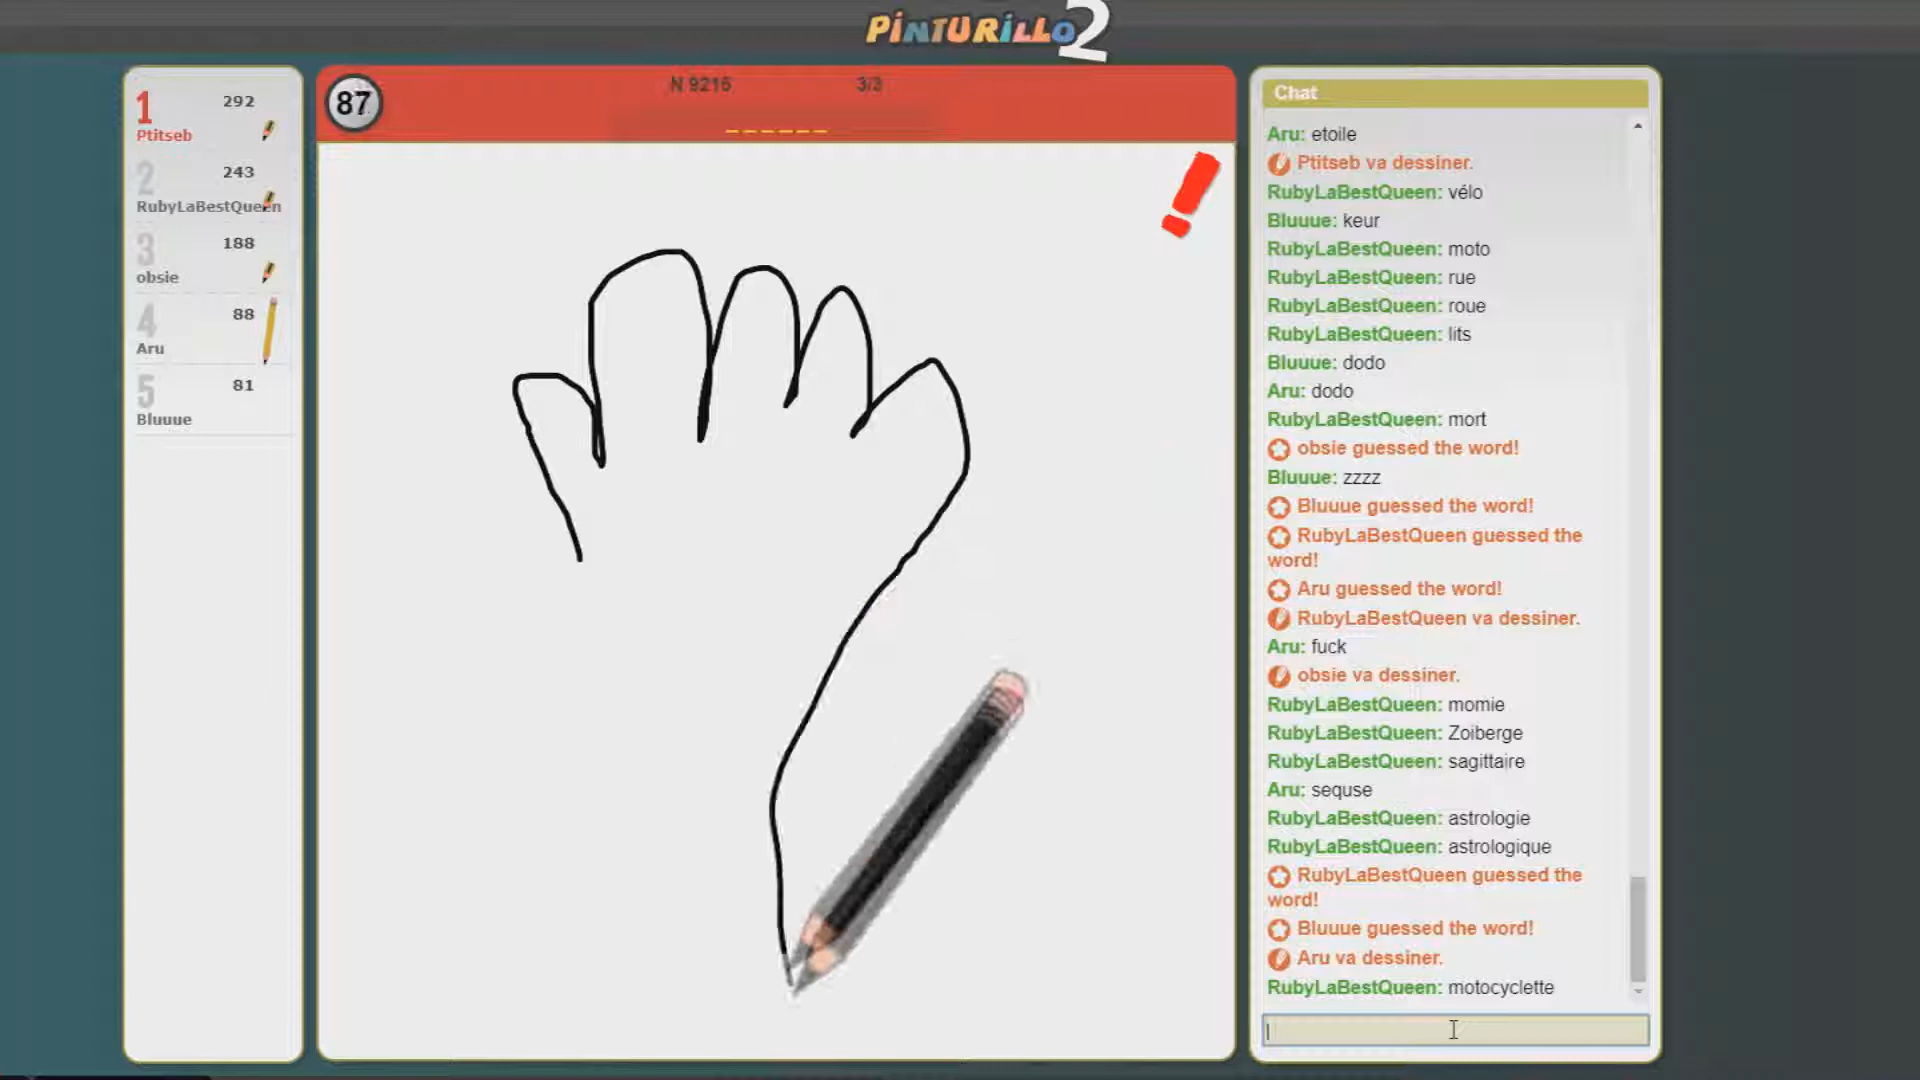 PiNTURiLLo 2
1 292
Ptitseb
2 243
RubyLaBestQueen
3 188
obsie
4 88
Aru
5 81
Bluuue
87
N 9215 3/3
______
!
Chat
Aru: etoile
Ptitseb va dessiner.
RubyLaBestQueen: vélo
Bluuue: keur
RubyLaBestQueen: moto
RubyLaBestQueen: rue
RubyLaBestQueen: roue
RubyLaBestQueen: lits
Bluuue: dodo
Aru: dodo
RubyLaBestQueen: mort
obsie guessed the word!
Bluuue: zzzz
Bluuue guessed the word!
RubyLaBestQueen guessed the
word!
Aru guessed the word!
RubyLaBestQueen va dessiner.
Aru: fuck
obsie va dessiner.
RubyLaBestQueen: momie
RubyLaBestQueen: Zoiberge
RubyLaBestQueen: sagittaire
Aru: sequse
RubyLaBestQueen: astrologie
RubyLaBestQueen: astrologique
RubyLaBestQueen guessed the
word!
Bluuue guessed the word!
Aru va dessiner.
RubyLaBestQueen: motocyclette